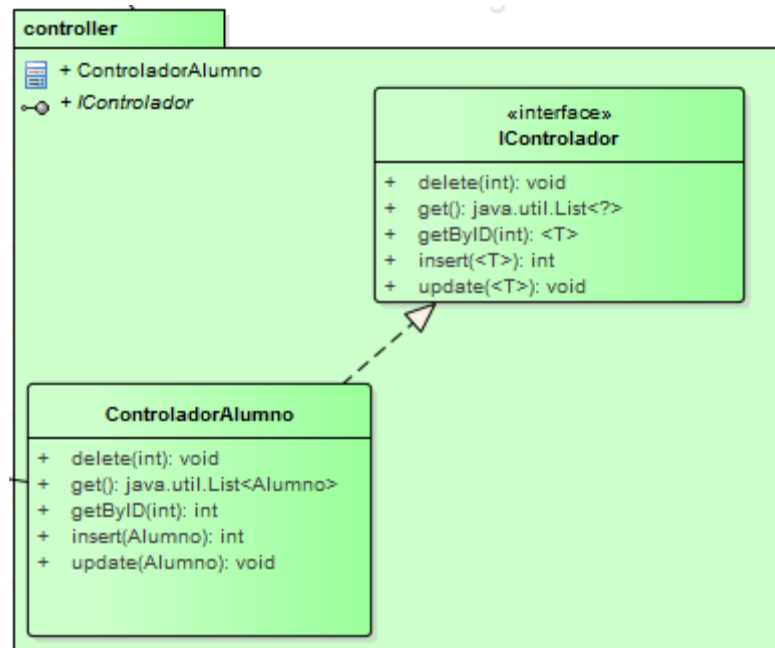 controller
+ ControladorAlumno
+ IControlador
«interface»
IControlador
+ delete(int): void
+ get(): java.util.List<?>
+ getByID(int): <T>
+ insert(<T>): int
+ update(<T>): void
ControladorAlumno
+ delete(int): void
+ get(): java.util.List<Alumno>
+ getByID(int): int
+ insert(Alumno): int
+ update(Alumno): void